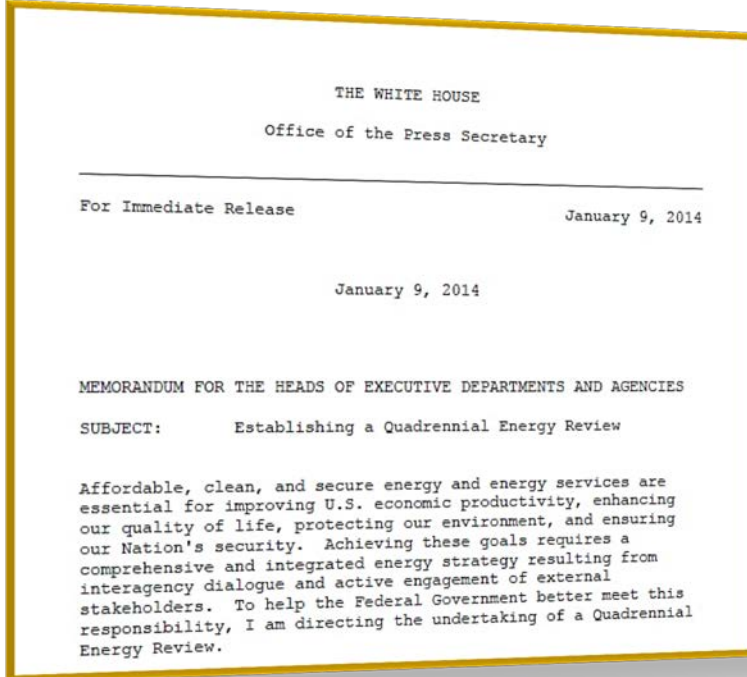 THE WHITE HOUSE
Office of the Press Secretary
For Immediate Release January 9, 2014
January 9, 2014
MEMORANDUM FOR THE HEADS OF EXECUTIVE DEPARTMENTS AND AGENCIES
SUBJECT: Establishing a Quadrennial Energy Review
Affordable, clean, and secure energy and energy services are
essential for improving U.S. economic productivity, enhancing
our quality of life, protecting our environment, and ensuring
our Nation's security. Achieving these goals requires a
comprehensive and integrated energy strategy resulting from
interagency dialogue and active engagement of external
stakeholders. To help the Federal Government better meet this
responsibility, I am directing the undertaking of a Quadrennial
Energy Review.